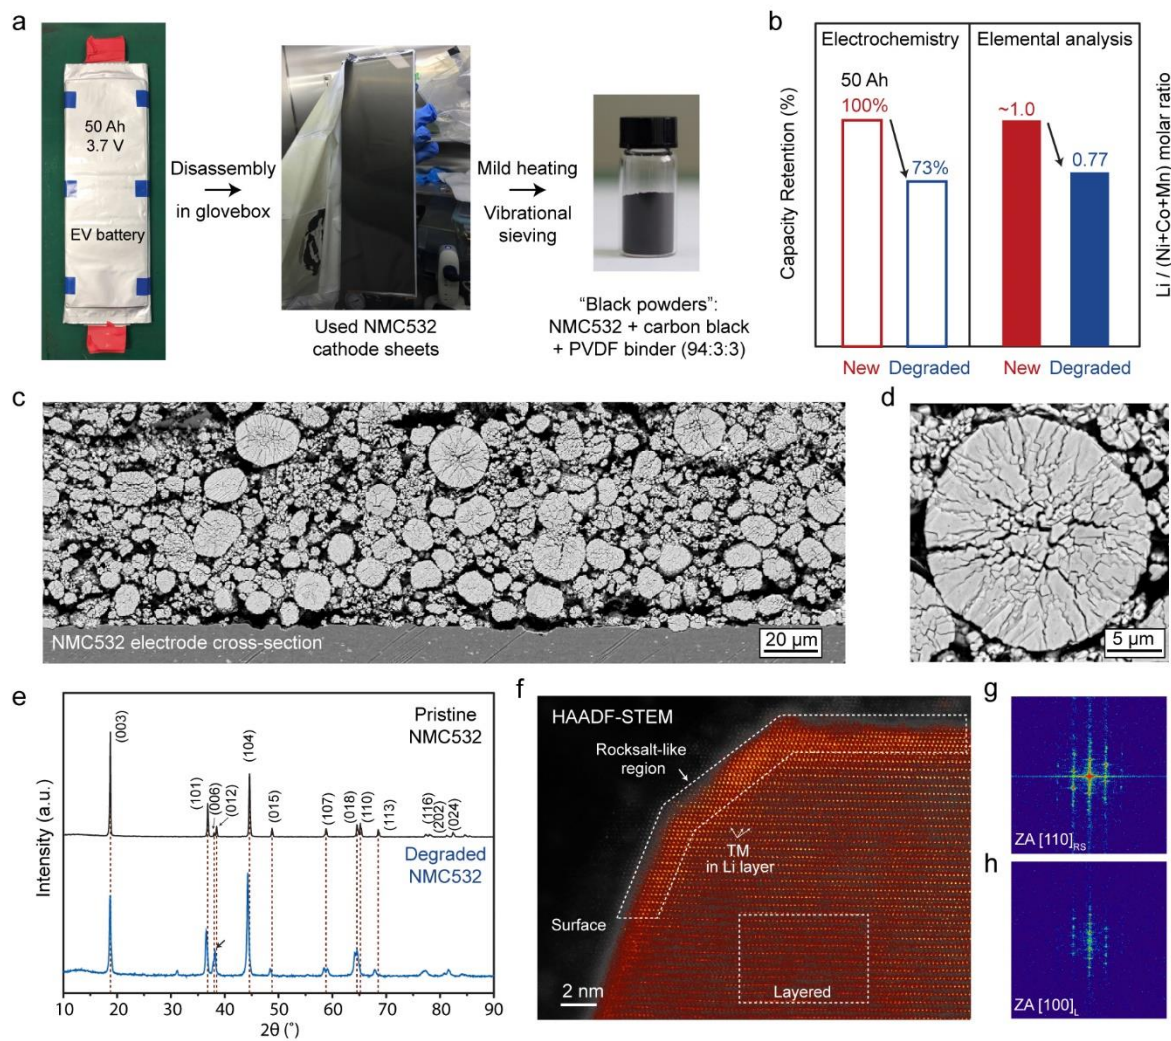 a
50 Ah
3.7 V
EV battery
Disassembly
in glovebox
Used NMC532
cathode sheets
Mild heating
Vibrational
sieving
“Black powders”:
NMC532 + carbon black
+ PVDF binder (94:3:3)
b
Electrochemistry
Elemental analysis
50 Ah
100%
73%
~1.0
0.77
Capacity Retention (%)
Li / (Ni+Co+Mn) molar ratio
New
Degraded
New
Degraded
c
NMC532 electrode cross-section
20 µm
d
5 µm
e
Pristine
NMC532
(003)
(101)
(006)
(012)
(104)
(015)
(107)
(018)
(110)
(113)
(116)
(202)
(024)
Degraded
NMC532
Intensity (a.u.)
10
20
30
40
50
60
70
80
90
2θ (°)
f
HAADF-STEM
Rocksalt-like
region
TM
in Li layer
Surface
Layered
2 nm
g
ZA [110]RS
h
ZA [100]L